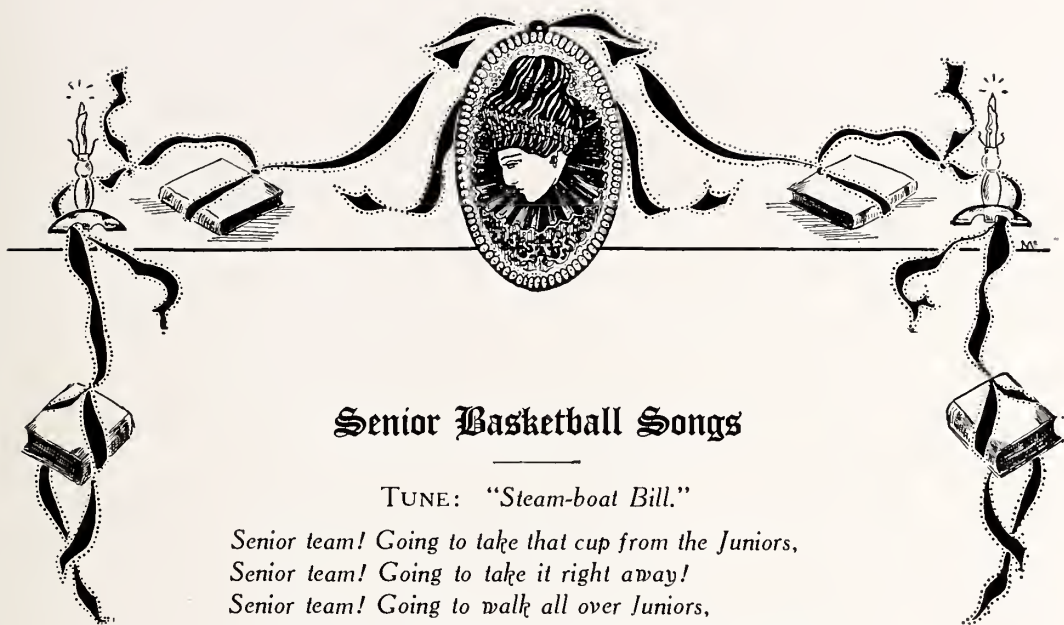 Mc
Senior Basketball Songs
TUNE: "Steam-boat Bill."
Senior team! Going to take that cup from the Juniors,
Senior team! Going to take it right away!
Senior team! Going to walk all over Juniors,